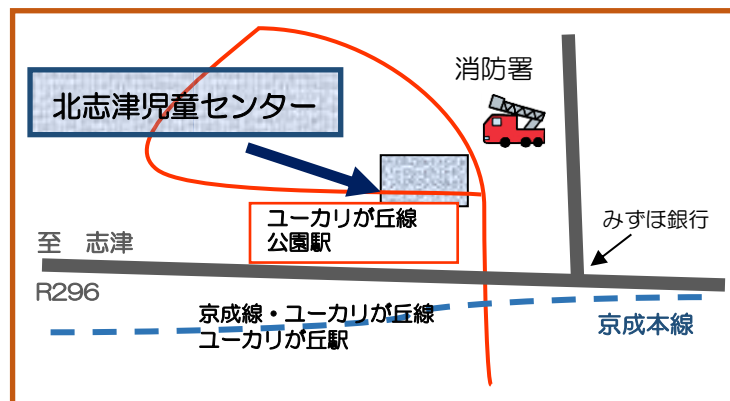 消防署
北志津児童センター
みずほ銀行
ユーカリが丘線
公園駅
至　志津
R296
京成線・ユーカリが丘線
ユーカリが丘駅
京成本線